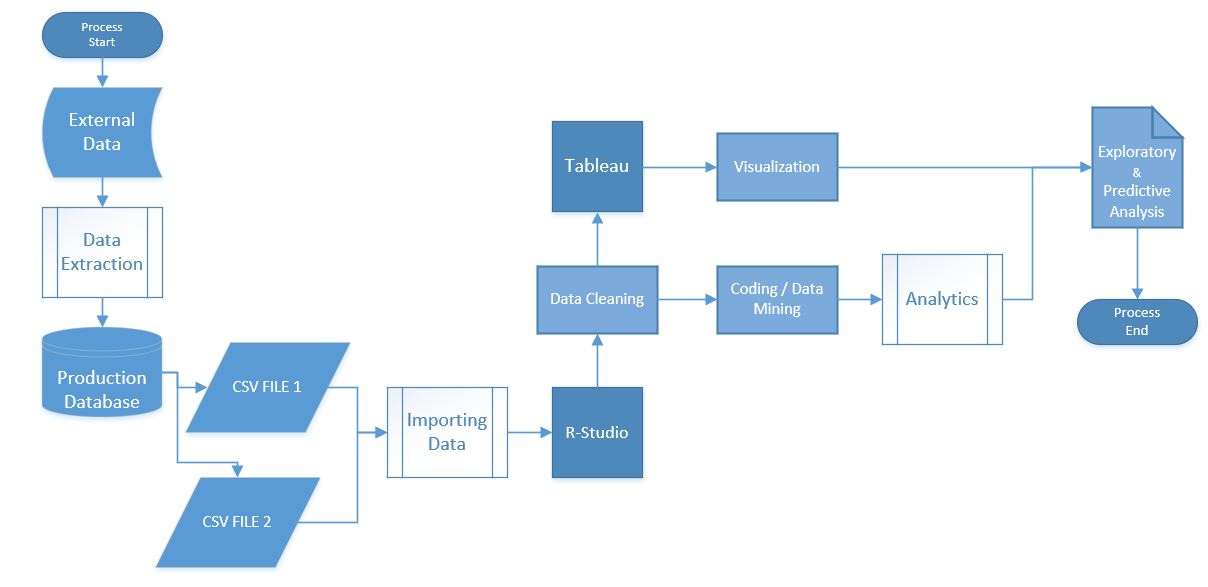 Process
Start
External
Data
Data
Extraction
Production
Database
CSV FILE 1
CSV FILE 2
Importing
Data
R-Studio
Data Cleaning
Tableau
Visualization
Coding / Data
Mining
Analytics
Exploratory
&
Predictive
Analysis
Process
End